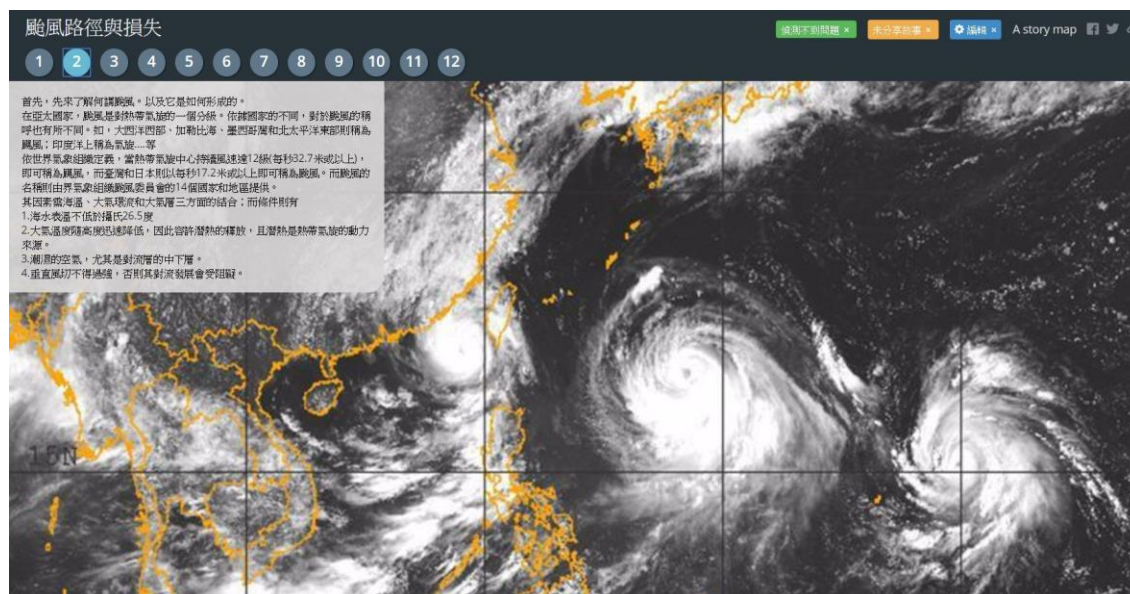 颱風路徑與損失
偵測不到問題 ×
未分享故事 ×
編輯 ×
A story map
1 2 3 4 5 6 7 8 9 10 11 12
首先，先來了解何謂颱風。以及它是如何形成的。
在亞太國家，颱風是對熱帶氣旋的一個分級。依據國家的不同，對於颱風的稱
呼也有所不同。如，大西洋西部、加勒比海、墨西哥灣和北太平洋東部則稱為
颶風；印度洋上稱為氣旋....等
依世界氣象組織定義，當熱帶氣旋中心持續風速達12級(每秒32.7米或以上)，
即可稱為颶風，而臺灣和日本則以每秒17.2米或以上即可稱為颱風。而颱風的
名稱則由界氣象組織颱風委員會的14個國家和地區提供。
其因素需海溫、大氣環流和大氣層三方面的結合；而條件則有
1.海水表溫不低於攝氏26.5度
2.大氣溫度隨高度迅速降低，因此容許潛熱的釋放，且潛熱是熱帶氣旋的動力
來源。
3.潮濕的空氣，尤其是對流層的中下層。
4.垂直風切不得過強，否則其對流發展會受阻礙。
15N